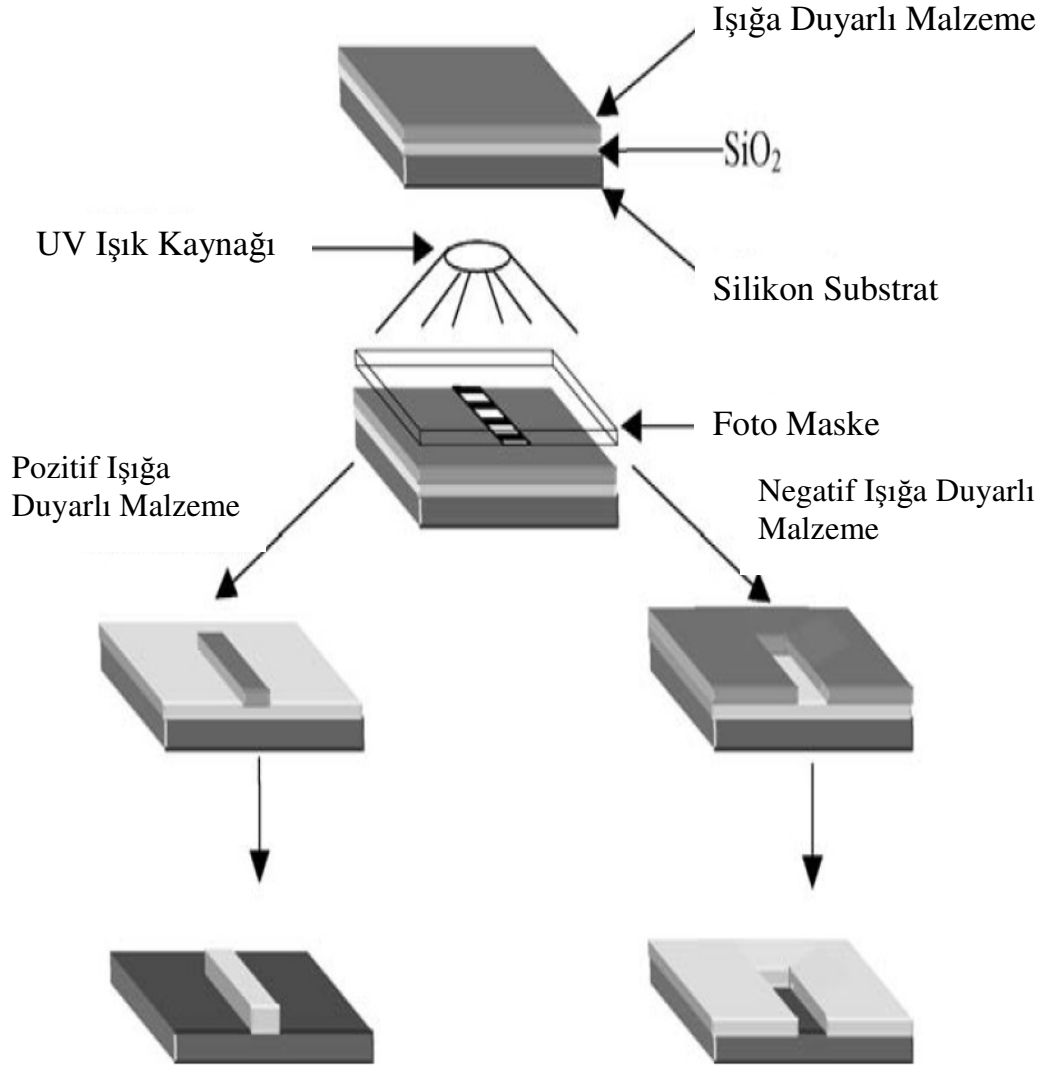 Işığa Duyarlı Malzeme
SiO₂
UV Işık Kaynağı
Silikon Substrat
Foto Maske
Pozitif Işığa
Duyarlı Malzeme
Negatif Işığa Duyarlı
Malzeme